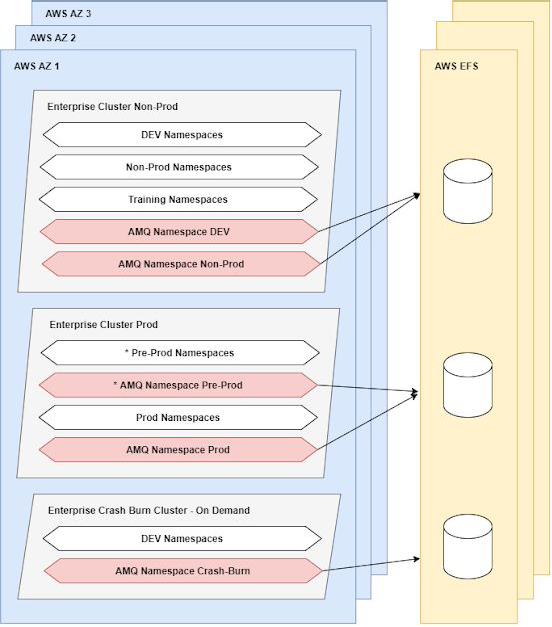 AWS AZ 3
AWS AZ 2
AWS AZ 1
AWS EFS
Enterprise Cluster Non-Prod
DEV Namespaces
Non-Prod Namespaces
Training Namespaces
AMQ Namespace DEV
AMQ Namespace Non-Prod
Enterprise Cluster Prod
* Pre-Prod Namespaces
* AMQ Namespace Pre-Prod
Prod Namespaces
AMQ Namespace Prod
Enterprise Crash Burn Cluster - On Demand
DEV Namespaces
AMQ Namespace Crash-Burn